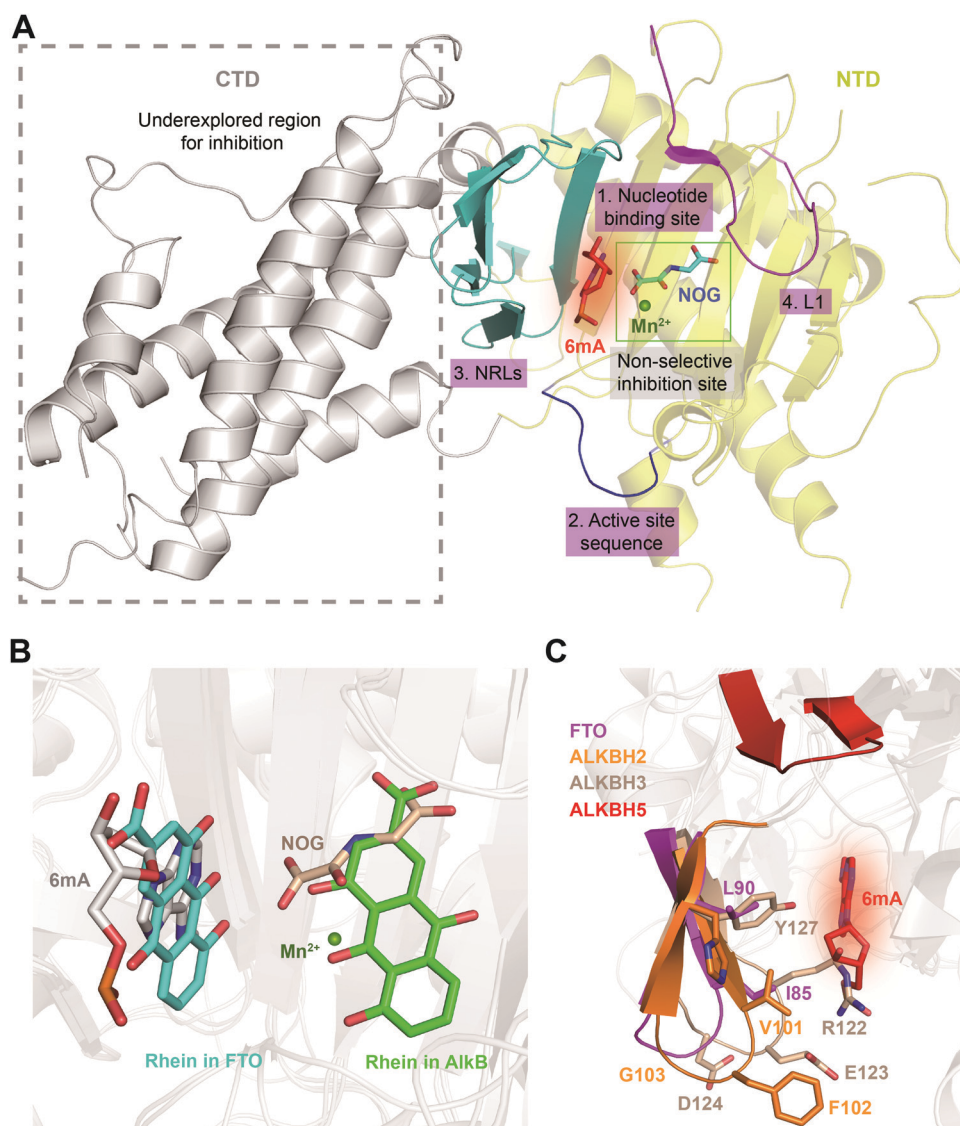 A
CTD
NTD
Underexplored region
for inhibition
1. Nucleotide
binding site
NOG
Mn²⁺
6mA
4. L1
3. NRLs
Non-selective
inhibition site
2. Active site
sequence
B
NOG
6mA
Mn²⁺
Rhein in FTO
Rhein in AlkB
C
FTO
ALKBH2
ALKBH3
ALKBH5
L90
6mA
Y127
I85
V101
R122
G103
E123
D124
F102